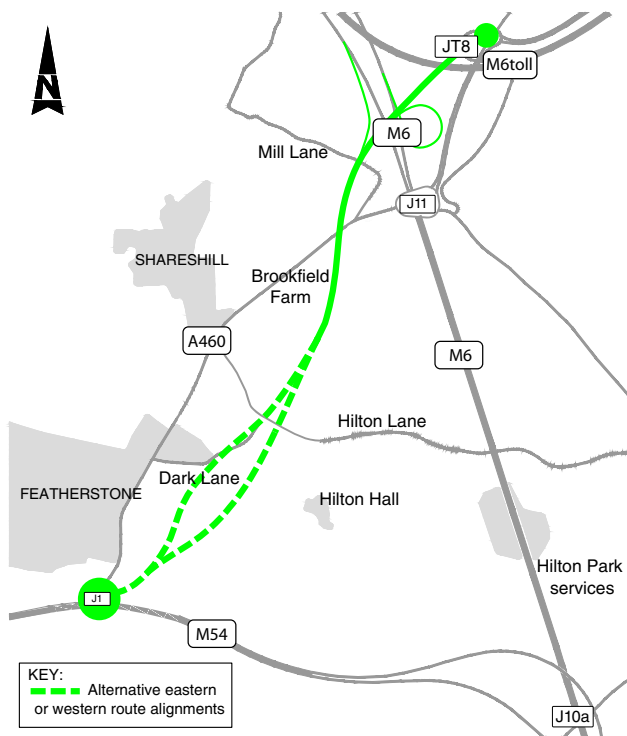 JT8
M6toll
N
M6
Mill Lane
J11
SHARESHILL
Brookfield
Farm
A460
M6
Hilton Lane
Dark Lane
FEATHERSTONE
Hilton Hall
Hilton Park
services
J1
M54
KEY:
Alternative eastern
or western route alignments
J10a